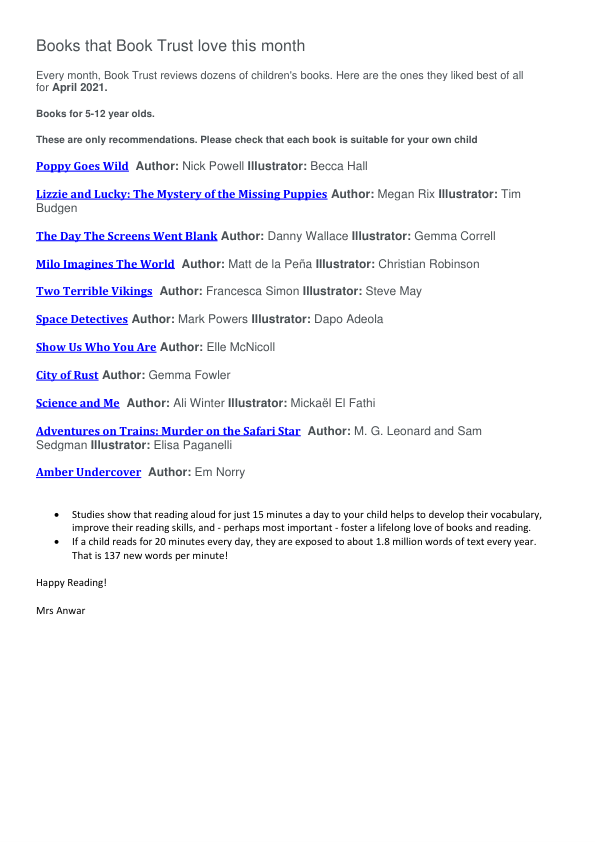 Books that Book Trust love this month
Every month, Book Trust reviews dozens of children's books. Here are the ones they liked best of all
for April 2021.
Books for 5-12 year olds.
These are only recommendations. Please check that each book is suitable for your own child
Poppy Goes Wild Author: Nick Powell Illustrator: Becca Hall
Lizzie and Lucky: The Mystery of the Missing Puppies Author: Megan Rix Illustrator: Tim
Budgen
The Day The Screens Went Blank Author: Danny Wallace Illustrator: Gemma Correll
Milo Imagines The World Author: Matt de la Peña Illustrator: Christian Robinson
Two Terrible Vikings Author: Francesca Simon Illustrator: Steve May
Space Detectives Author: Mark Powers Illustrator: Dapo Adeola
Show Us Who You Are Author: Elle McNicoll
City of Rust Author: Gemma Fowler
Science and Me Author: Ali Winter Illustrator: Mickaël El Fathi
Adventures on Trains: Murder on the Safari Star Author: M. G. Leonard and Sam
Sedgman Illustrator: Elisa Paganelli
Amber Undercover Author: Em Norry
• Studies show that reading aloud for just 15 minutes a day to your child helps to develop their vocabulary,
improve their reading skills, and - perhaps most important - foster a lifelong love of books and reading.
• If a child reads for 20 minutes every day, they are exposed to about 1.8 million words of text every year.
That is 137 new words per minute!
Happy Reading!
Mrs Anwar